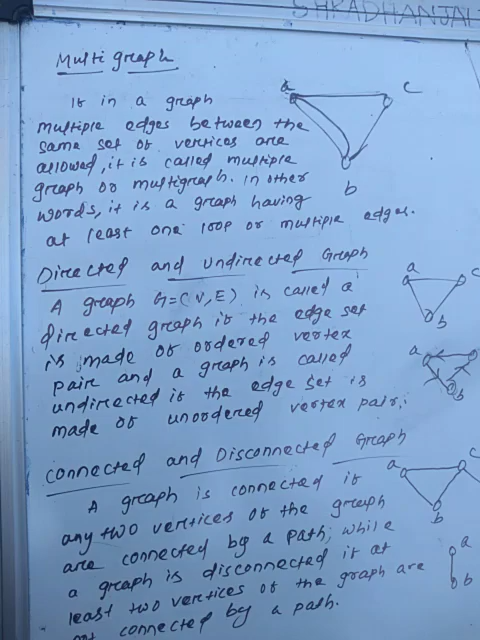 SHRADHANJAL
Multi graph
If in a graph
multiple edges between the
same set of vertices are
allowed, it is called multiple
graph or multigraph. In other
words, it is a graph having
at least one loop or multiple edges.
a
c
b
Directed and undirected Graph
A graph G=(V,E) is called a
directed graph if the edge set
is made of ordered vertex
pair and a graph is called
undirected if the edge set is
made of unordered vertex pair.
a
c
b
a
b
connected and Disconnected Graph
A graph is connected if
any two vertices of the graph
are connected by a path; while
a graph is disconnected if at
least two vertices of the graph are
not connected by a path.
a
c
b
a
b